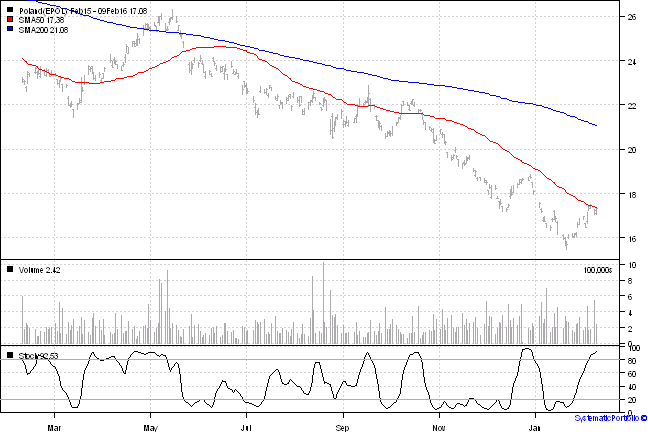 Poland(EPOL) Feb15 - 09Feb16 17.08
SMA50 17.38
SMA200 21.08
26
24
22
20
18
16
Volume 2.42
100,000s
10
8
6
4
2
0
Stoch 92.53
100
80
60
40
20
0
Mar May Jul Sep Nov Jan
SystematicPortfolio ©